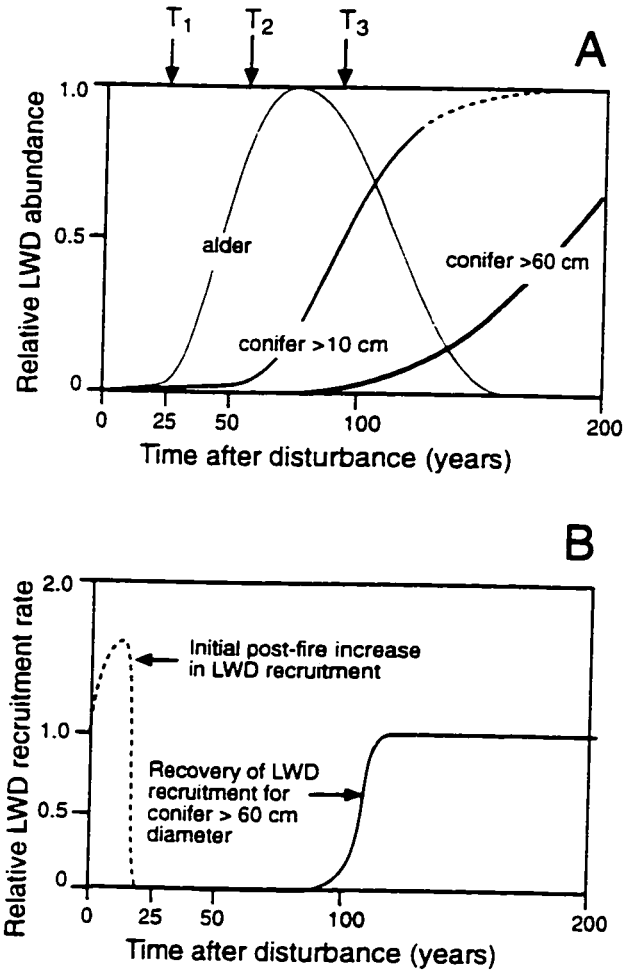 T1 T2 T3
A
Relative LWD abundance
1.0
0.5
0
alder
conifer >60 cm
conifer >10 cm
0 25 50 100 200
Time after disturbance (years)
B
Relative LWD recruitment rate
2.0
1.0
0.5
0
Initial post-fire increase
in LWD recruitment
Recovery of LWD
recruitment for
conifer > 60 cm
diameter
0 25 50 100 200
Time after disturbance (years)